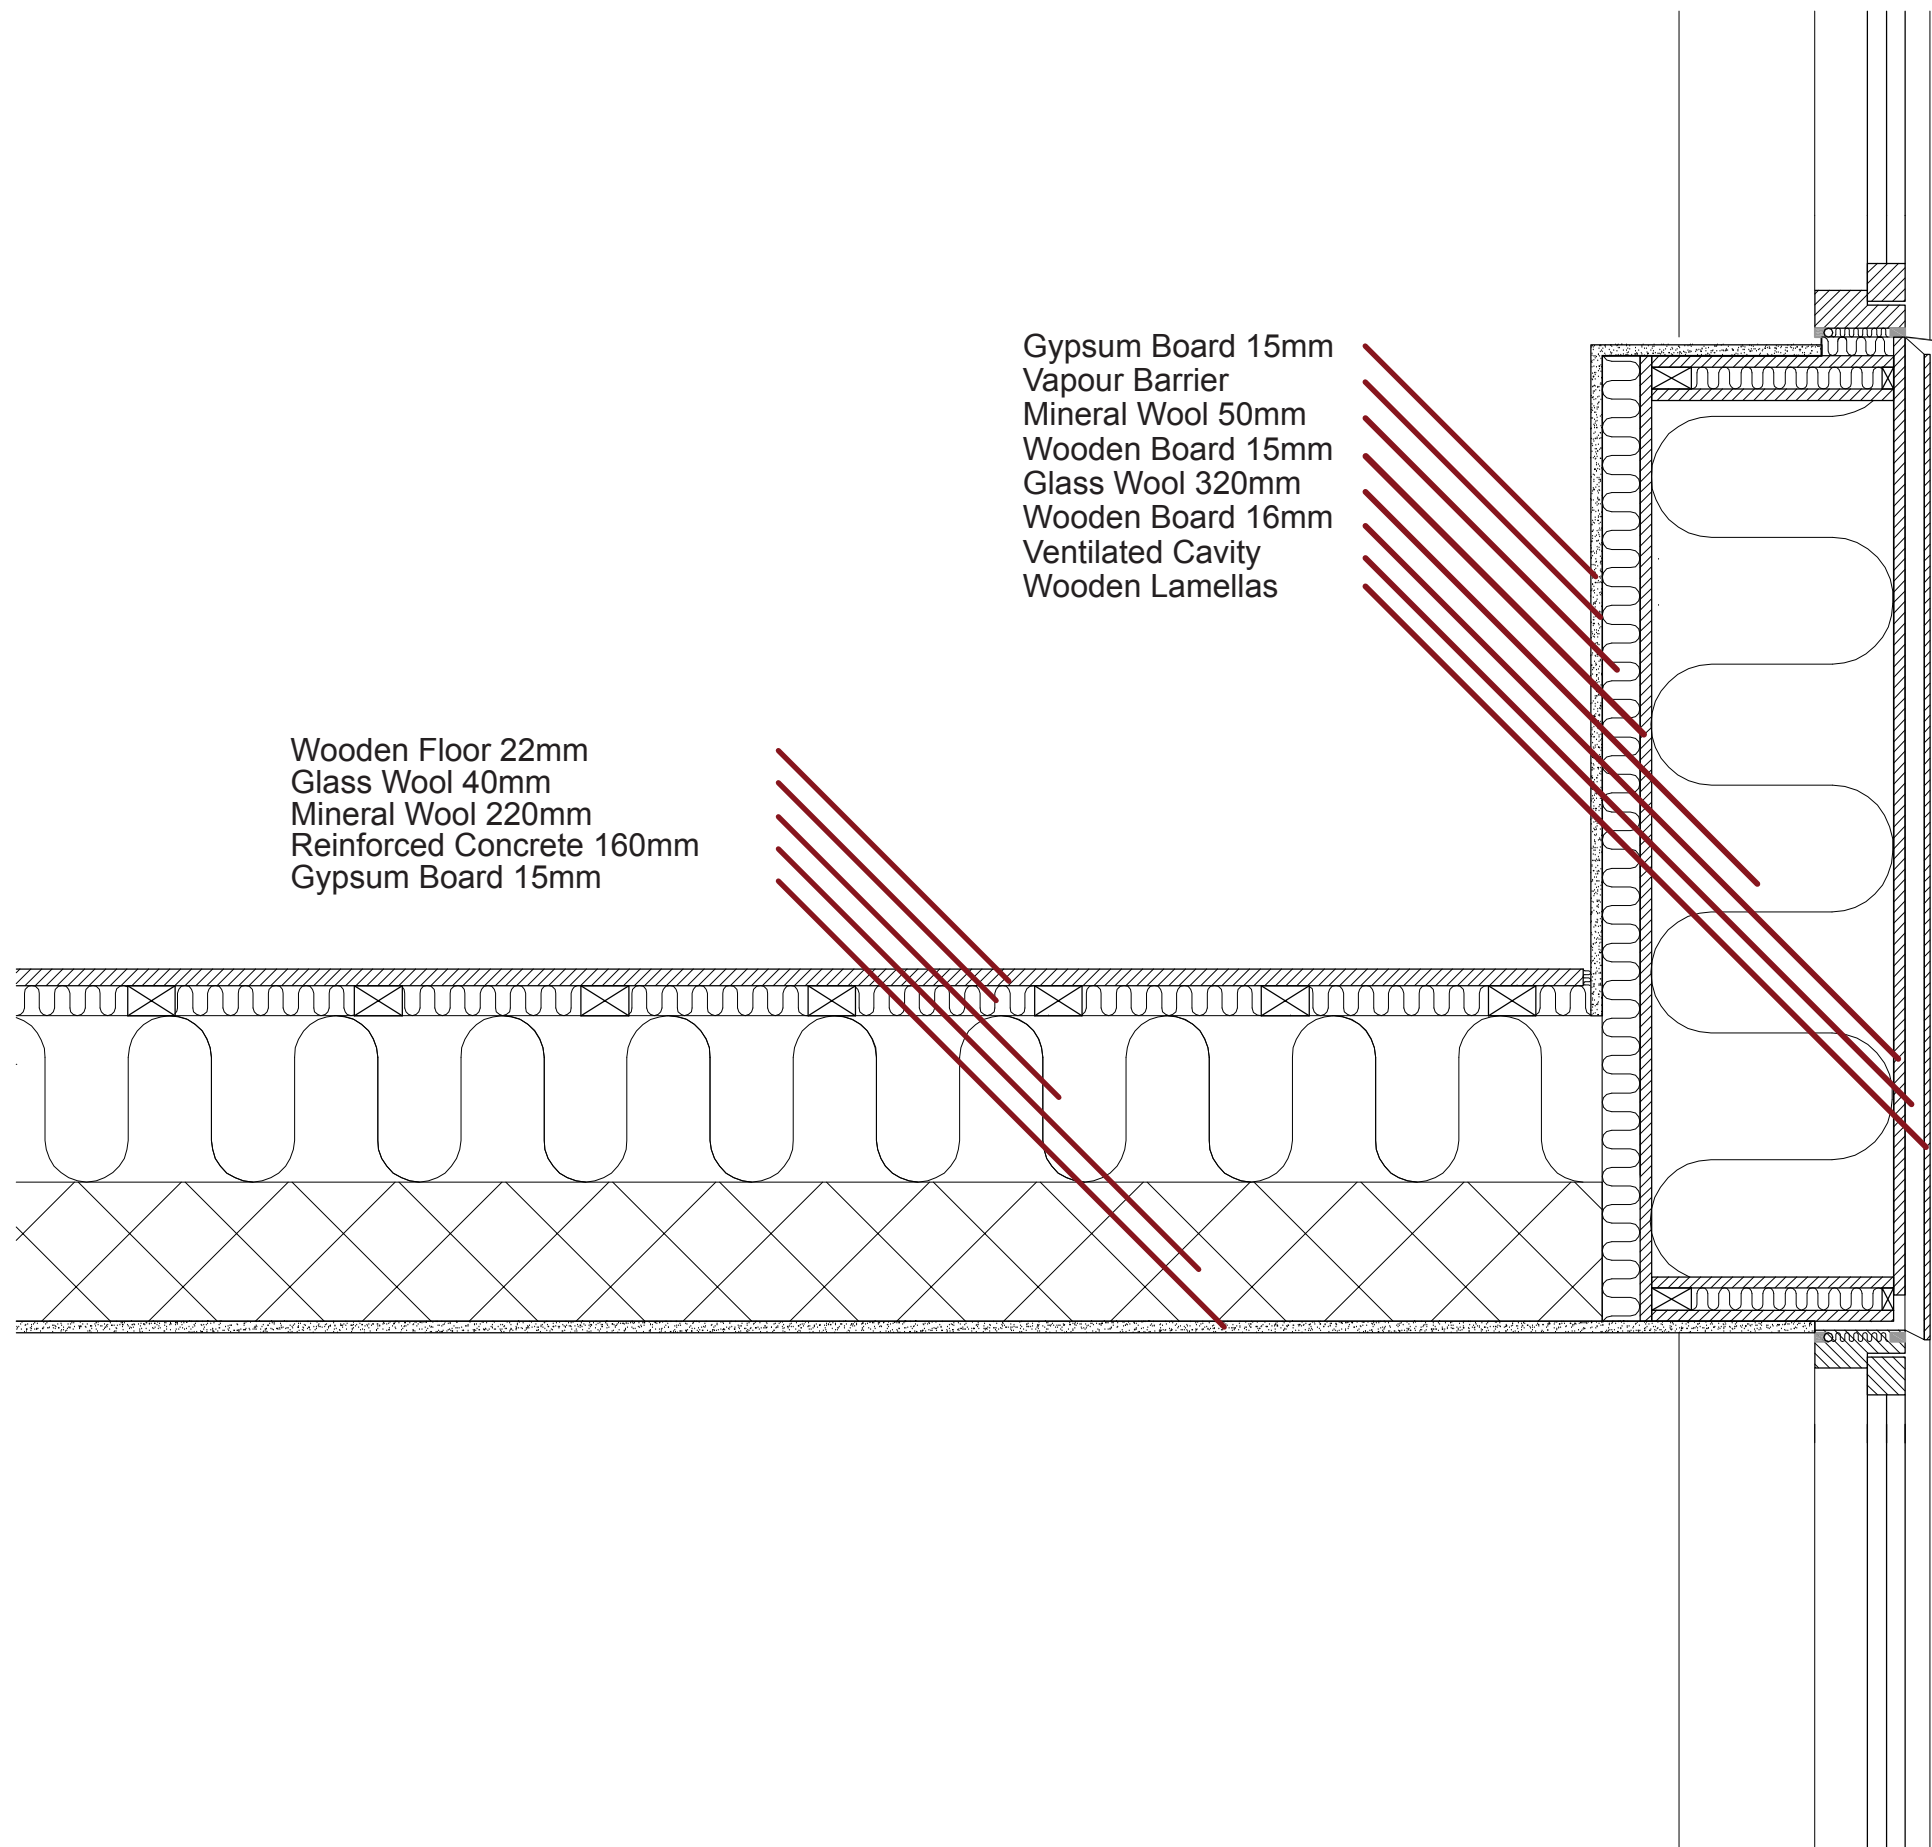 Gypsum Board 15mm
Vapour Barrier
Mineral Wool 50mm
Wooden Board 15mm
Glass Wool 320mm
Wooden Board 16mm
Ventilated Cavity
Wooden Lamellas
Wooden Floor 22mm
Glass Wool 40mm
Mineral Wool 220mm
Reinforced Concrete 160mm
Gypsum Board 15mm